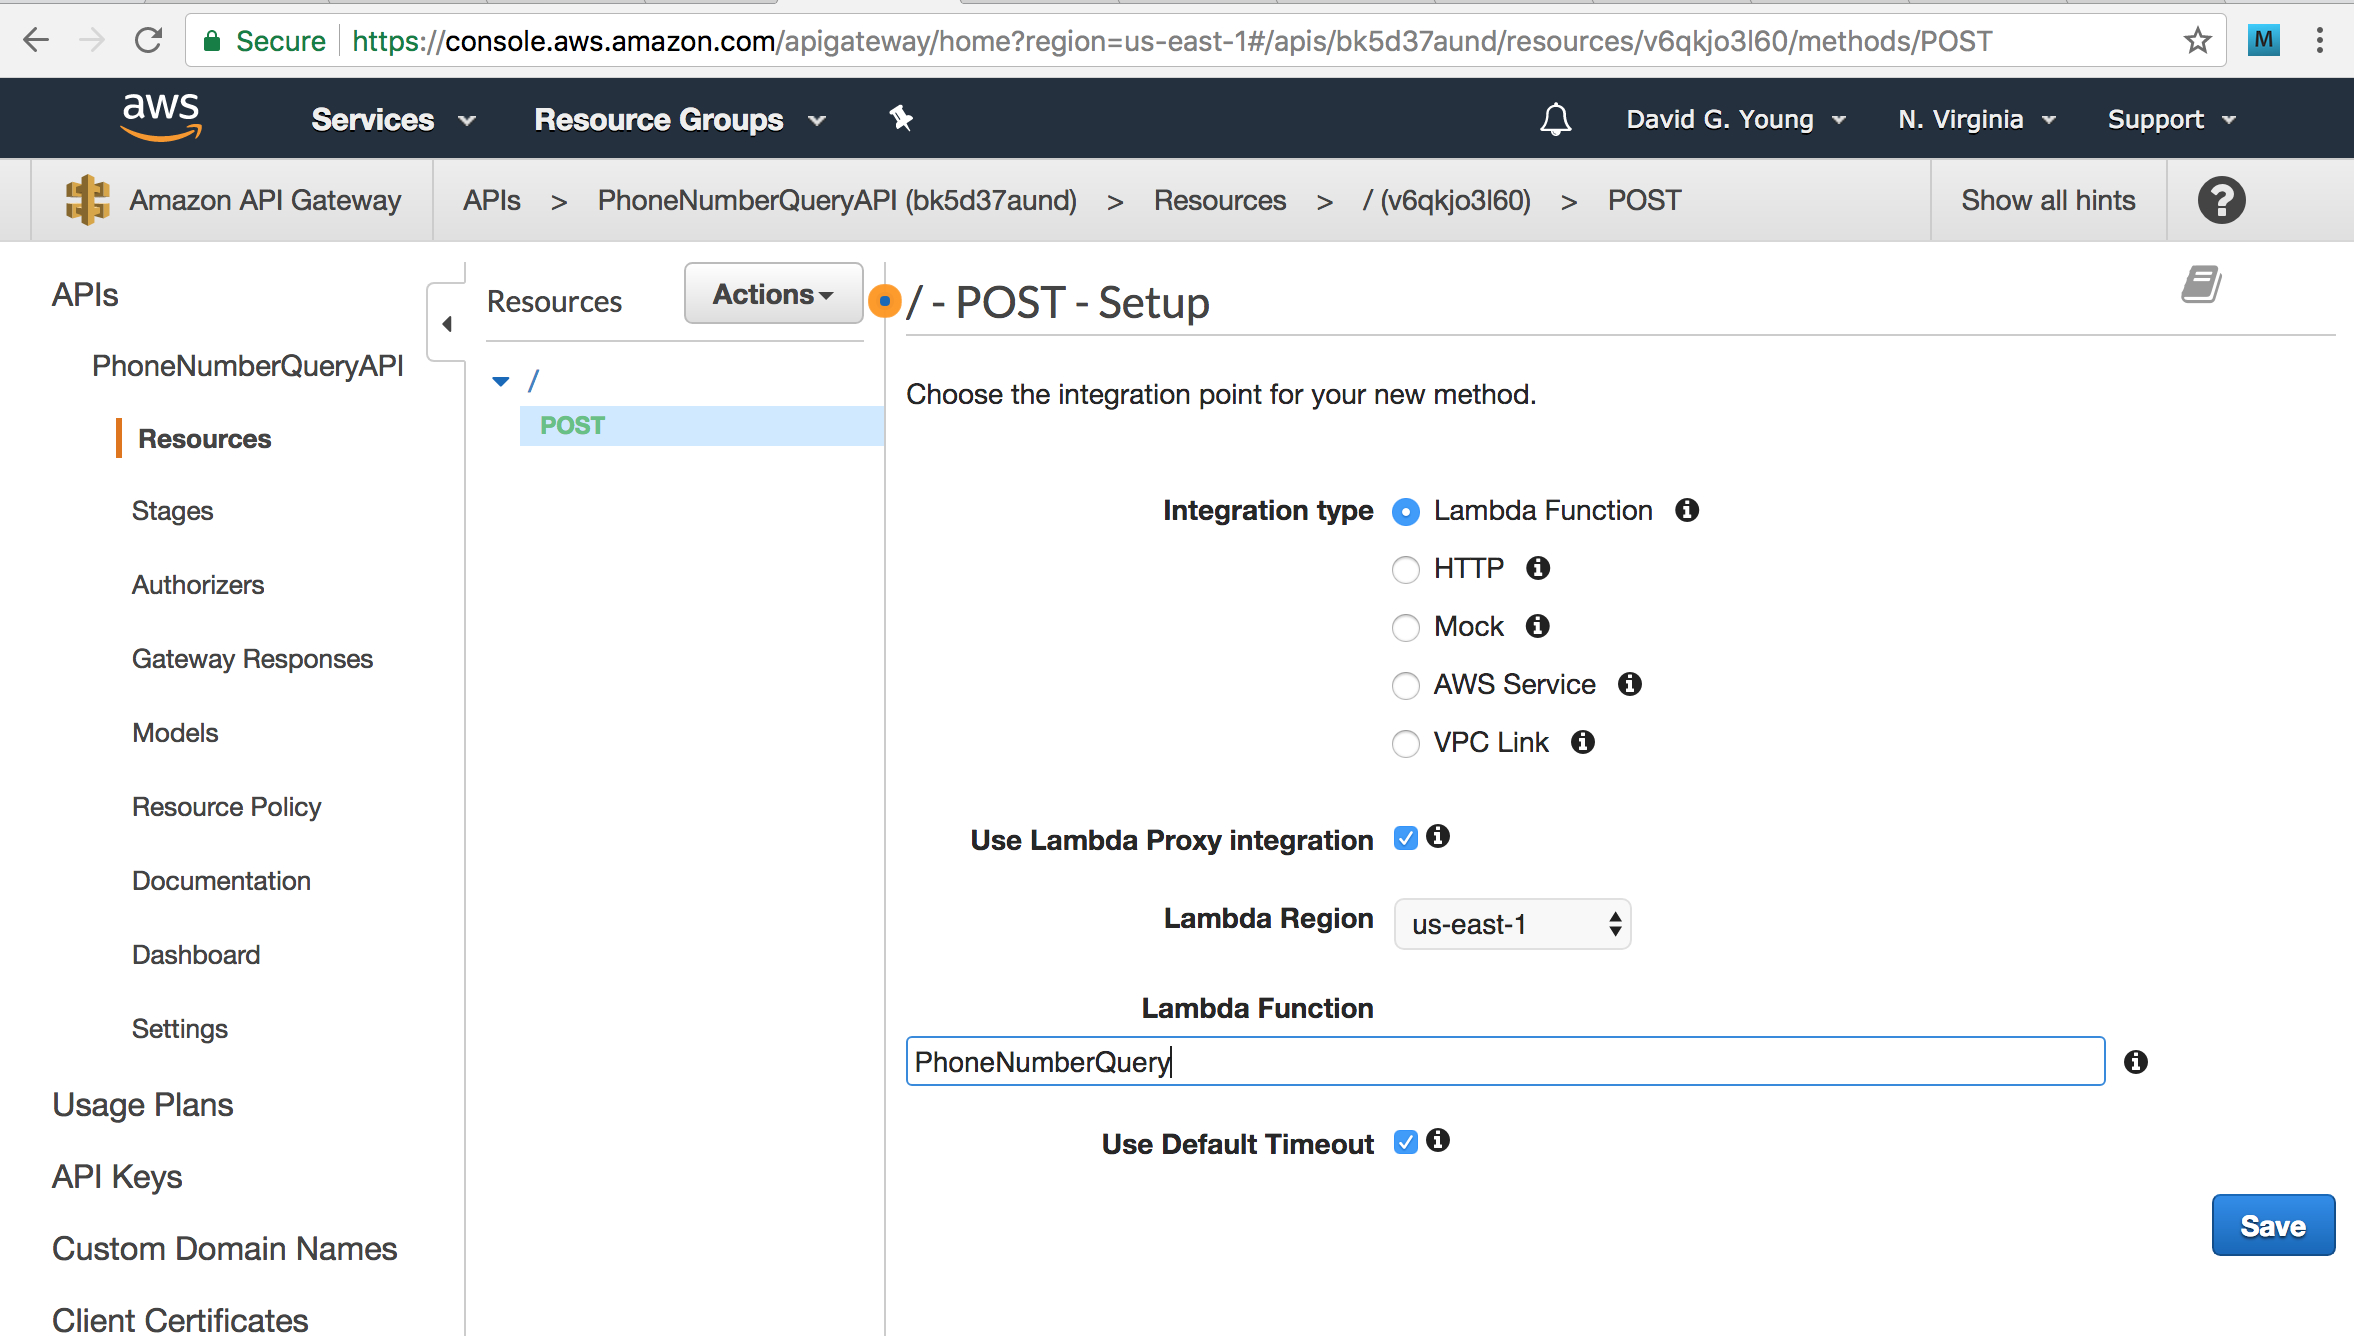 Secure https://console.aws.amazon.com/apigateway/home?region=us-east-1#/apis/bk5d37aund/resources/v6qkjo3l60/methods/POST M
aws Services Resource Groups David G. Young N. Virginia Support
Amazon API Gateway APIs > PhoneNumberQueryAPI (bk5d37aund) > Resources > / (v6qkjo3l60) > POST Show all hints ?
APIs
PhoneNumberQueryAPI
Resources
Stages
Authorizers
Gateway Responses
Models
Resource Policy
Documentation
Dashboard
Settings
Usage Plans
API Keys
Custom Domain Names
Client Certificates
Resources Actions
/
POST
/ - POST - Setup
Choose the integration point for your new method.
Integration type Lambda Function
HTTP
Mock
AWS Service
VPC Link
Use Lambda Proxy integration
Lambda Region us-east-1
Lambda Function
PhoneNumberQuery
Use Default Timeout
Save